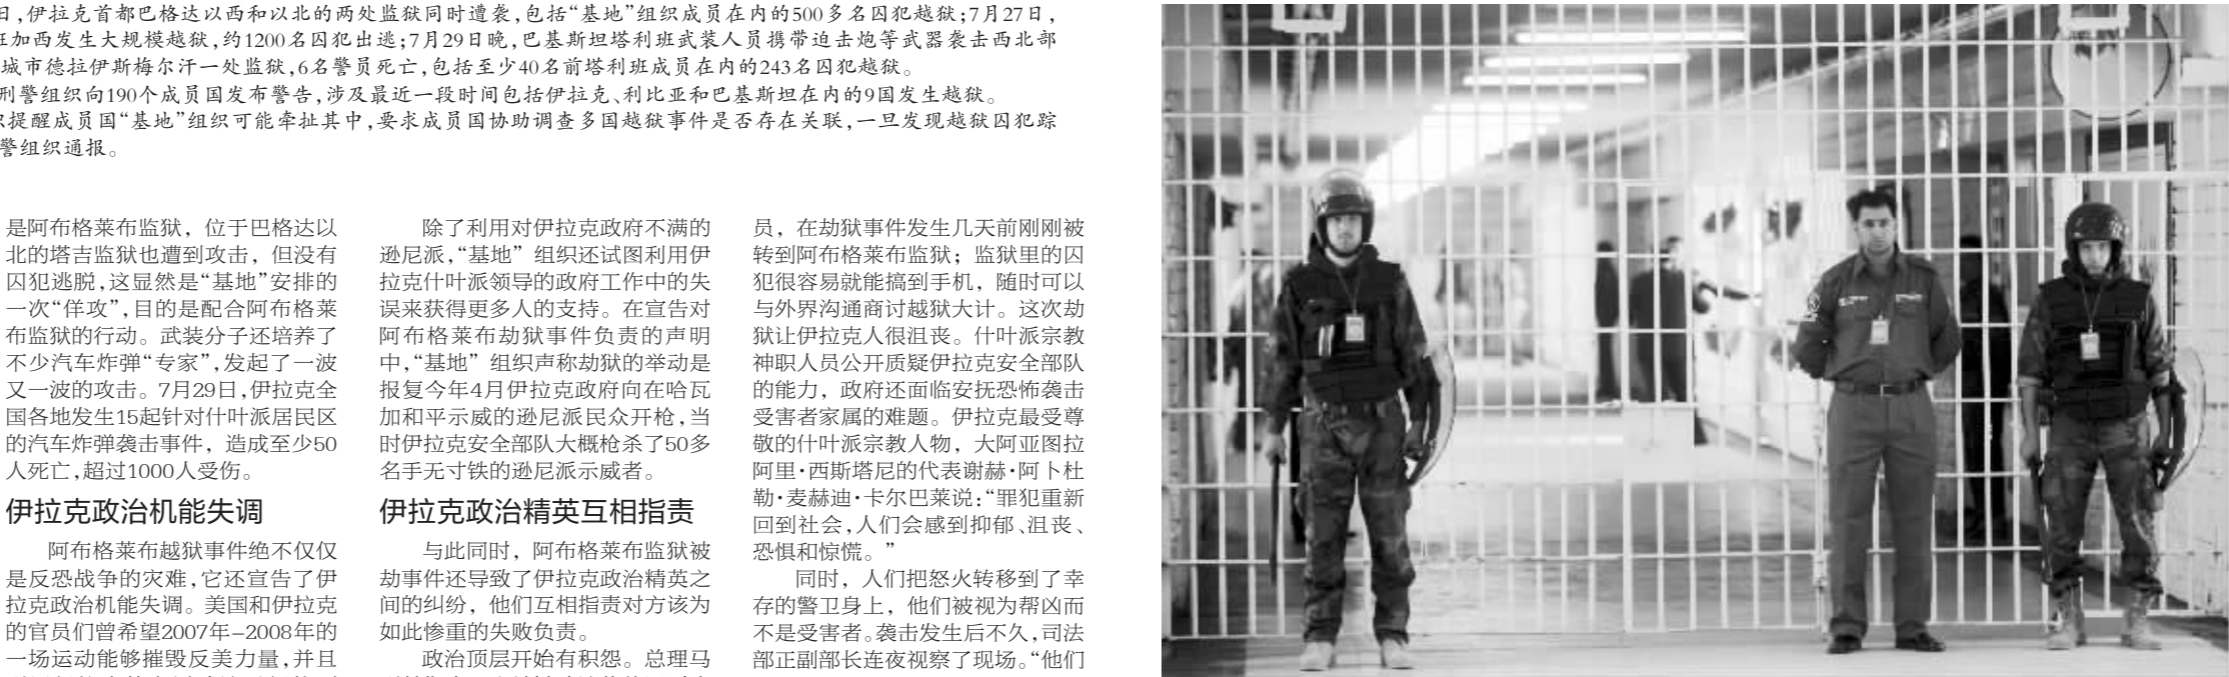 日,伊拉克首都巴格达以西和以北的两处监狱同时遭袭,包括“基地”组织成员在内的500多名囚犯越狱;7月27日,
班加西发生大规模越狱,约1200名囚犯出逃;7月29日晚,巴基斯坦塔利班武装人员携带迫击炮等武器袭击西北部
城市德拉伊斯梅尔汗一处监狱,6名警员死亡,包括至少40名前塔利班成员在内的243名囚犯越狱。
刑警组织向190个成员国发布警告,涉及最近一段时间包括伊拉克、利比亚和巴基斯坦在内的9国发生越狱。
织提醒成员国“基地”组织可能牵扯其中,要求成员国协助调查多国越狱事件是否存在关联,一旦发现越狱囚犯踪
警组织通报。
是阿布格莱布监狱，位于巴格达以
北的塔吉监狱也遭到攻击，但没有
囚犯逃脱,这显然是“基地”安排的
一次“佯攻”,目的是配合阿布格莱
布监狱的行动。武装分子还培养了
不少汽车炸弹“专家”,发起了一波
又一波的攻击。7月29日,伊拉克全
国各地发生15起针对什叶派居民区
的汽车炸弹袭击事件，造成至少50
人死亡,超过1000人受伤。
伊拉克政治机能失调
阿布格莱布越狱事件绝不仅仅
是反恐战争的灾难,它还宣告了伊
拉克政治机能失调。美国和伊拉克
的官员们曾希望2007年–2008年的
一场运动能够摧毁反美力量,并且
除了利用对伊拉克政府不满的
逊尼派,“基地”组织还试图利用伊
拉克什叶派领导的政府工作中的失
误来获得更多人的支持。在宣告对
阿布格莱布劫狱事件负责的声明
中,“基地”组织声称劫狱的举动是
报复今年4月伊拉克政府向在哈瓦
加和平示威的逊尼派民众开枪,当
时伊拉克安全部队大概枪杀了50多
名手无寸铁的逊尼派示威者。
伊拉克政治精英互相指责
与此同时，阿布格莱布监狱被
劫事件还导致了伊拉克政治精英之
间的纠纷，他们互相指责对方该为
如此惨重的失败负责。
政治顶层开始有积怨。总理马
员，在劫狱事件发生几天前刚刚被
转到阿布格莱布监狱；监狱里的囚
犯很容易就能搞到手机，随时可以
与外界沟通商讨越狱大计。这次劫
狱让伊拉克人很沮丧。什叶派宗教
神职人员公开质疑伊拉克安全部队
的能力，政府还面临安抚恐怖袭击
受害者家属的难题。伊拉克最受尊
敬的什叶派宗教人物，大阿亚图拉
阿里·西斯塔尼的代表谢赫·阿卜杜
勒·麦赫迪·卡尔巴莱说:“罪犯重新
回到社会,人们会感到抑郁、沮丧、
恐惧和惊慌。”
同时，人们把怒火转移到了幸
存的警卫身上，他们被视为帮凶而
不是受害者。袭击发生后不久,司法
部正副部长连夜视察了现场。“他们